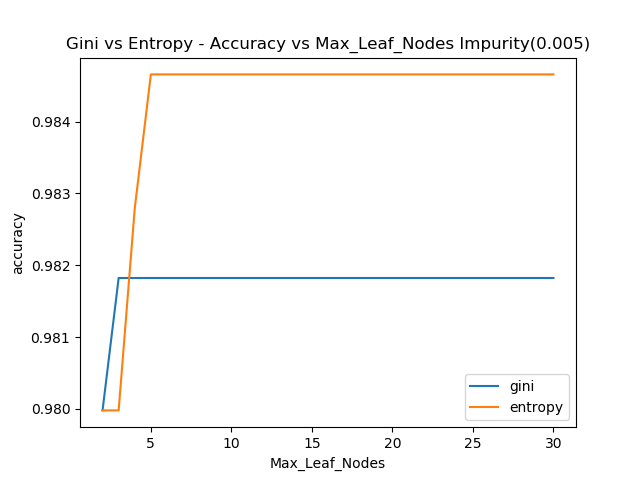 Gini vs Entropy - Accuracy vs Max_Leaf_Nodes Impurity(0.005)
accuracy
0.984
0.983
0.982
0.981
0.980
5 10 15 20 25 30
Max_Leaf_Nodes
gini
entropy